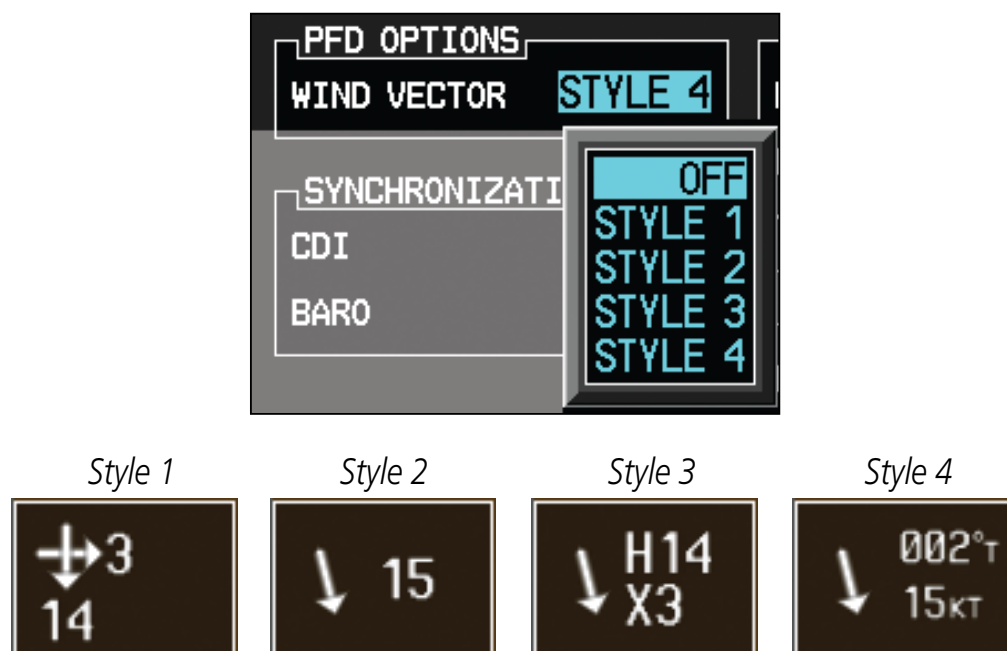 PFD OPTIONS
WIND VECTOR STYLE 4
OFF
STYLE 1
STYLE 2
STYLE 3
STYLE 4
SYNCHRONIZATI
CDI
BARO
Style 1 Style 2 Style 3 Style 4
3
14
15
H14
X3
002°T
15KT